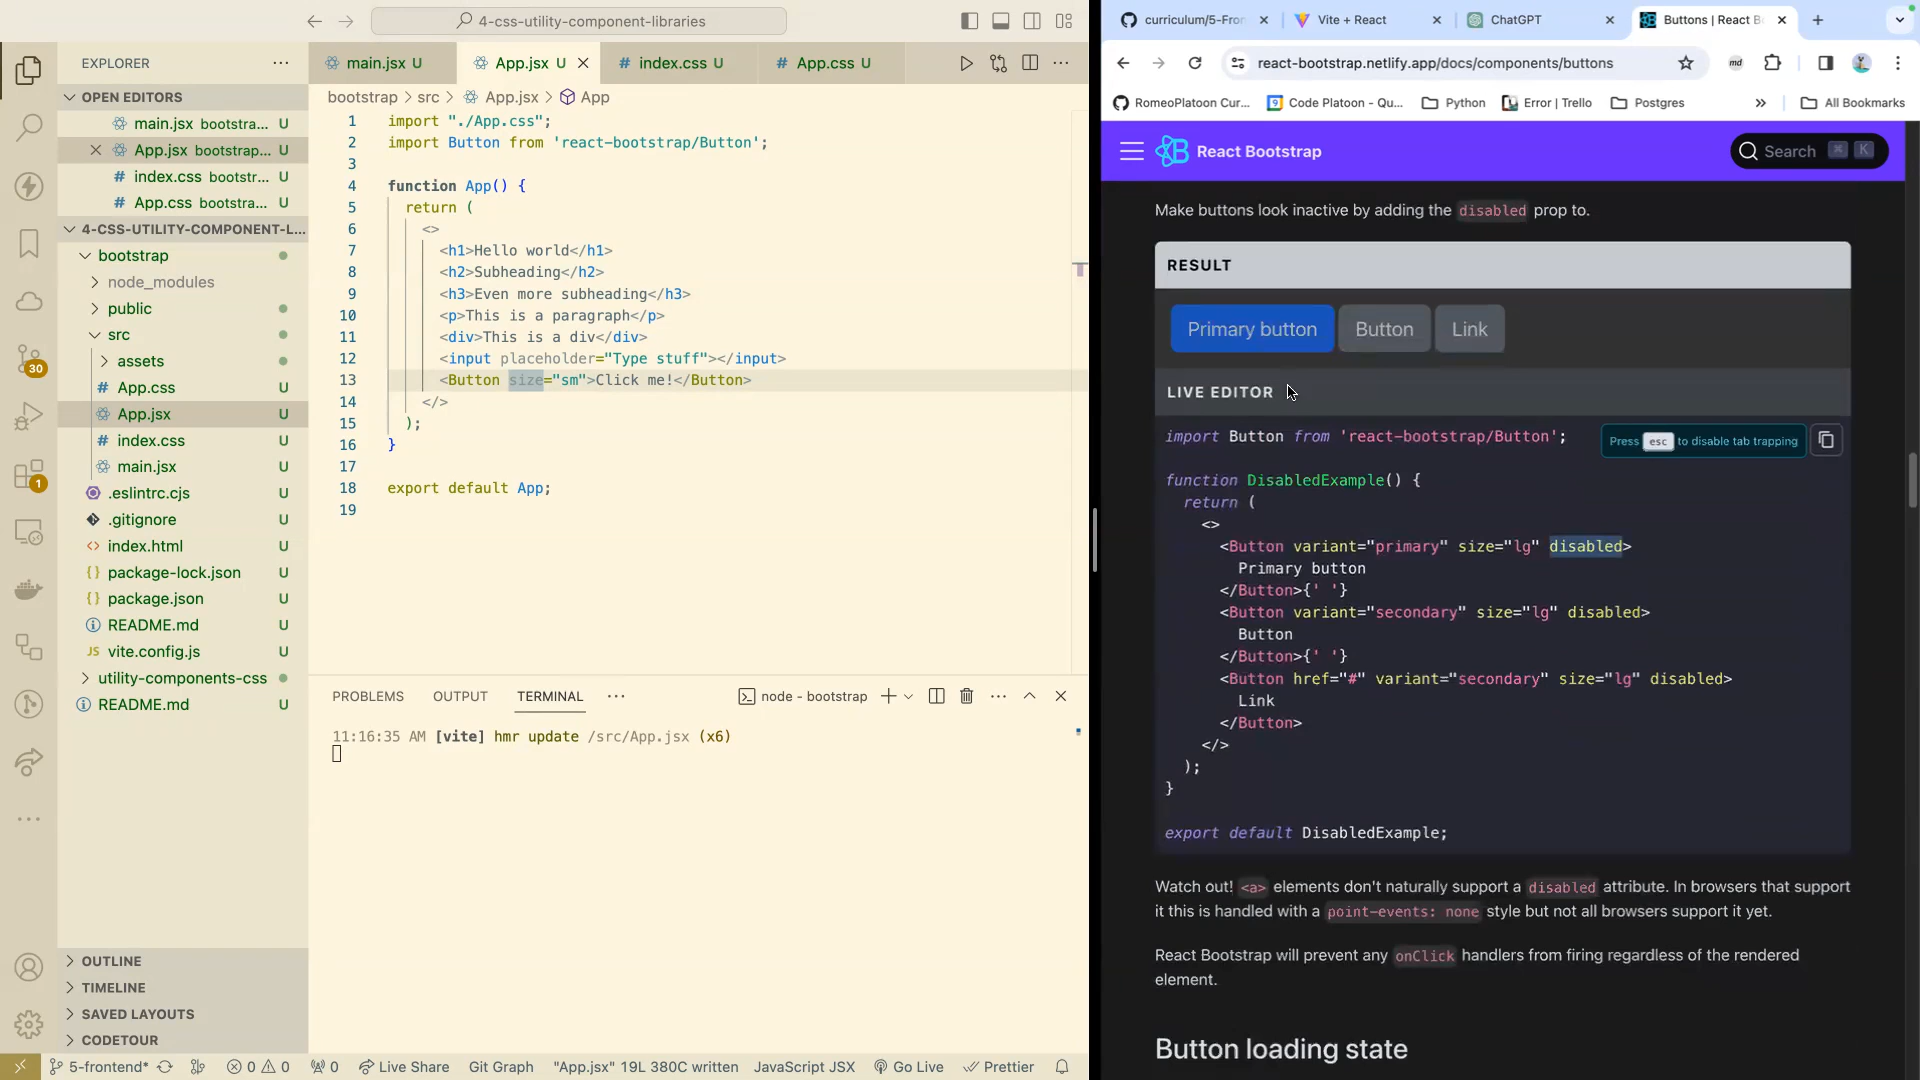 4-css-utility-component-libraries
EXPLORER
OPEN EDITORS
main.jsx bootstra... U
App.jsx bootstrap... U
index.css bootstr... U
App.css bootstra... U
4-CSS-UTILITY-COMPONENT-L...
bootstrap
node_modules
public
src
assets
App.css U
App.jsx U
index.css U
main.jsx U
.eslintrc.cjs U
.gitignore U
index.html U
package-lock.json U
package.json U
README.md U
vite.config.js U
utility-components-css
README.md U
OUTLINE
TIMELINE
SAVED LAYOUTS
CODETOUR
30
1
main.jsx U
App.jsx U
index.css U
App.css U
bootstrap > src > App.jsx > App
1 import "./App.css";
2 import Button from 'react-bootstrap/Button';
3
4 function App() {
5 return (
6 <>
7 <h1>Hello world</h1>
8 <h2>Subheading</h2>
9 <h3>Even more subheading</h3>
10 <p>This is a paragraph</p>
11 <div>This is a div</div>
12 <input placeholder="Type stuff"></input>
13 <Button size="sm">Click me!</Button>
14 </>
15 );
16 }
17
18 export default App;
19
PROBLEMS OUTPUT TERMINAL ... node - bootstrap
11:16:35 AM [vite] hmr update /src/App.jsx (x6)
5-frontend* 0 0 0 Live Share Git Graph "App.jsx" 19L 380C written JavaScript JSX Go Live Prettier
curriculum/5-Fron
Vite + React
ChatGPT
Buttons | React B
react-bootstrap.netlify.app/docs/components/buttons
RomeoPlatoon Cur... Code Platoon - Qu... Python Error | Trello Postgres » All Bookmarks
React Bootstrap
Search ⌘ K
Make buttons look inactive by adding the disabled prop to.
RESULT
Primary button Button Link
LIVE EDITOR
Press esc to disable tab trapping
import Button from 'react-bootstrap/Button';
function DisabledExample() {
return (
<>
<Button variant="primary" size="lg" disabled>
Primary button
</Button>{' '}
<Button variant="secondary" size="lg" disabled>
Button
</Button>{' '}
<Button href="#" variant="secondary" size="lg" disabled>
Link
</Button>
</>
);
}
export default DisabledExample;
Watch out! <a> elements don't naturally support a disabled attribute. In browsers that support
it this is handled with a point-events: none style but not all browsers support it yet.
React Bootstrap will prevent any onClick handlers from firing regardless of the rendered
element.
Button loading state